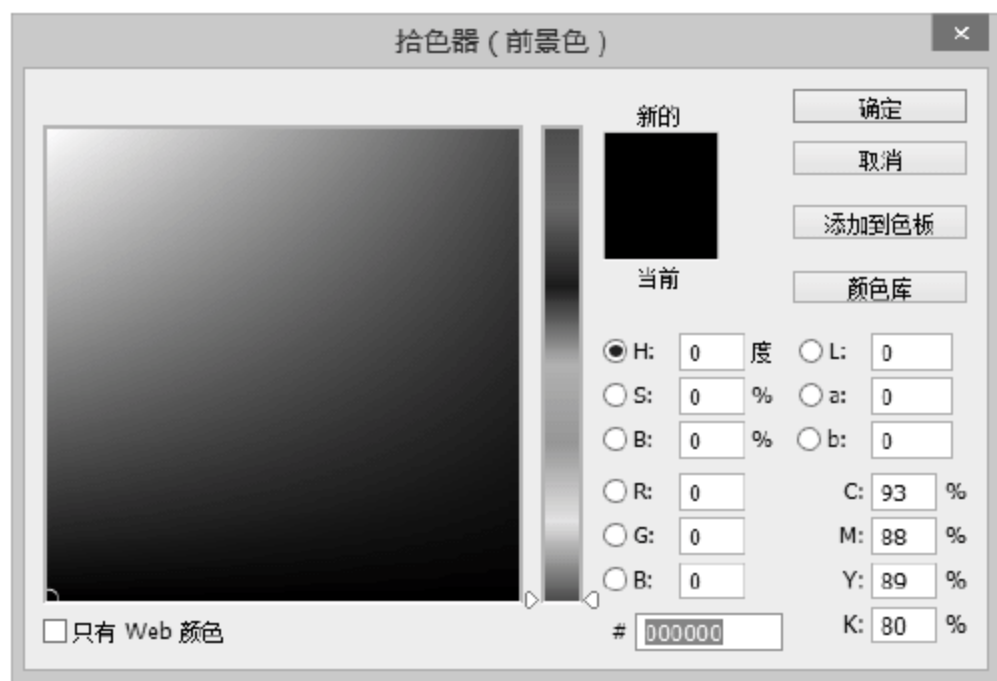 拾色器（前景色）
×
新的
当前
确定
取消
添加到色板
颜色库
H: 0 度
S: 0 %
B: 0 %
R: 0
G: 0
B: 0
# 000000
L: 0
a: 0
b: 0
C: 93 %
M: 88 %
Y: 89 %
K: 80 %
只有 Web 颜色